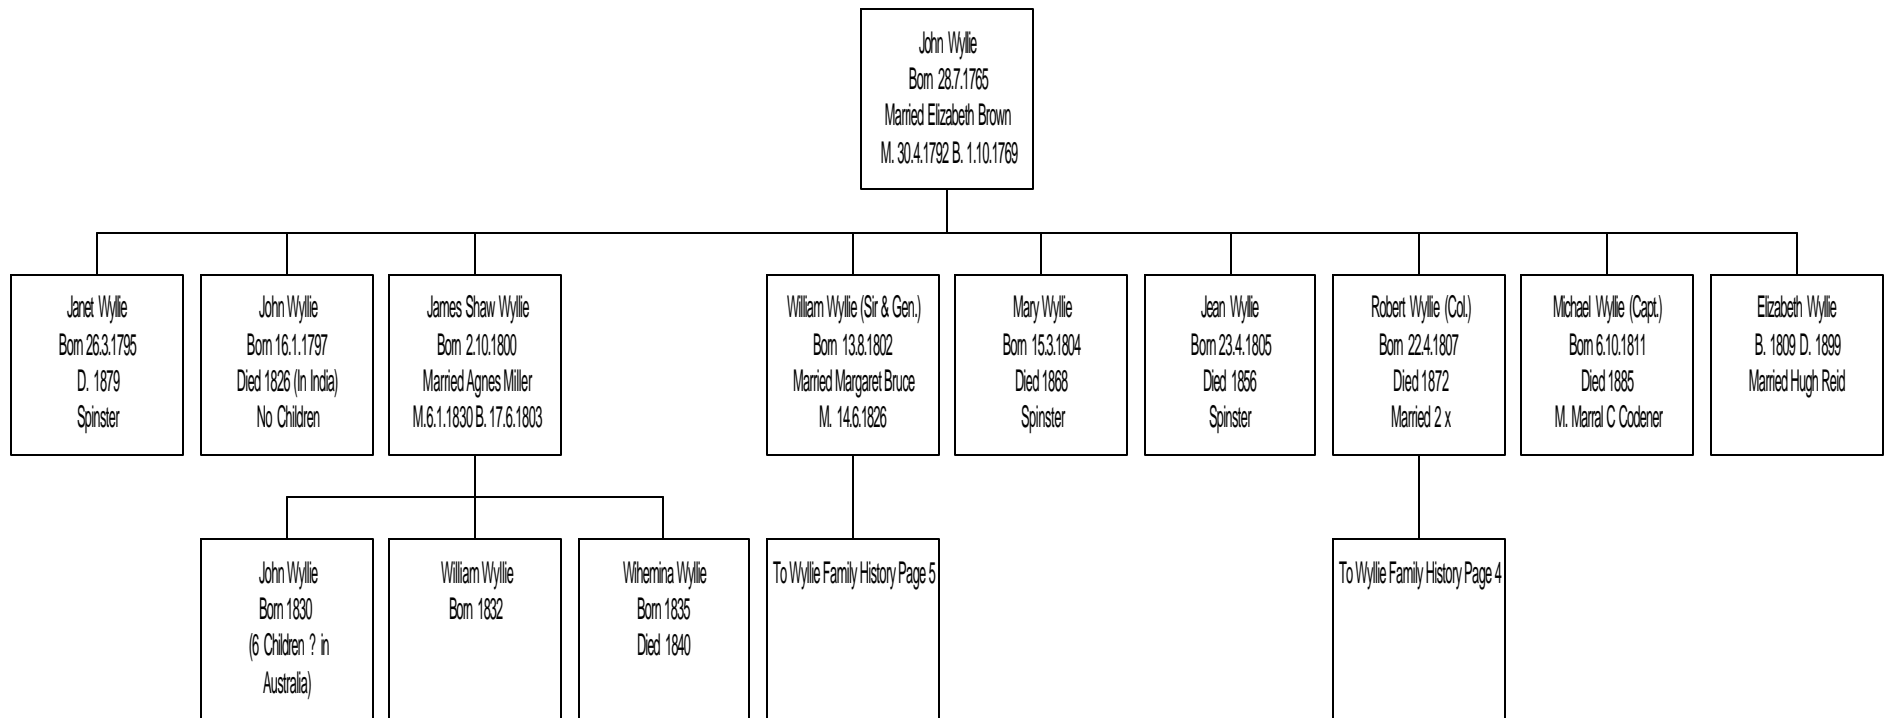 John Wyllie
Born 28.7.1765
Married Elizabeth Brown
M. 30.4.1792 B. 1.10.1769
Janet Wyllie
Born 26.3.1795
D. 1879
Spinster
John Wyllie
Born 16.1.1797
Died 1826 (In India)
No Children
James Shaw Wyllie
Born 2.10.1800
Married Agnes Miller
M.6.1.1830 B. 17.6.1803
William Wyllie (Sir & Gen.)
Born 13.8.1802
Married Margaret Bruce
M. 14.6.1826
Mary Wyllie
Born 15.3.1804
Died 1868
Spinster
Jean Wyllie
Born 23.4.1805
Died 1856
Spinster
Robert Wyllie (Col.)
Born 22.4.1807
Died 1872
Married 2 x
Michael Wyllie (Capt.)
Born 6.10.1811
Died 1885
M. Marral C Codener
Elizabeth Wyllie
B. 1809 D. 1899
Married Hugh Reid
John Wyllie
Born 1830
(6 Children ? in
Australia)
William Wyllie
Born 1832
Wihemina Wyllie
Born 1835
Died 1840
To Wyllie Family History Page 5
To Wyllie Family History Page 4